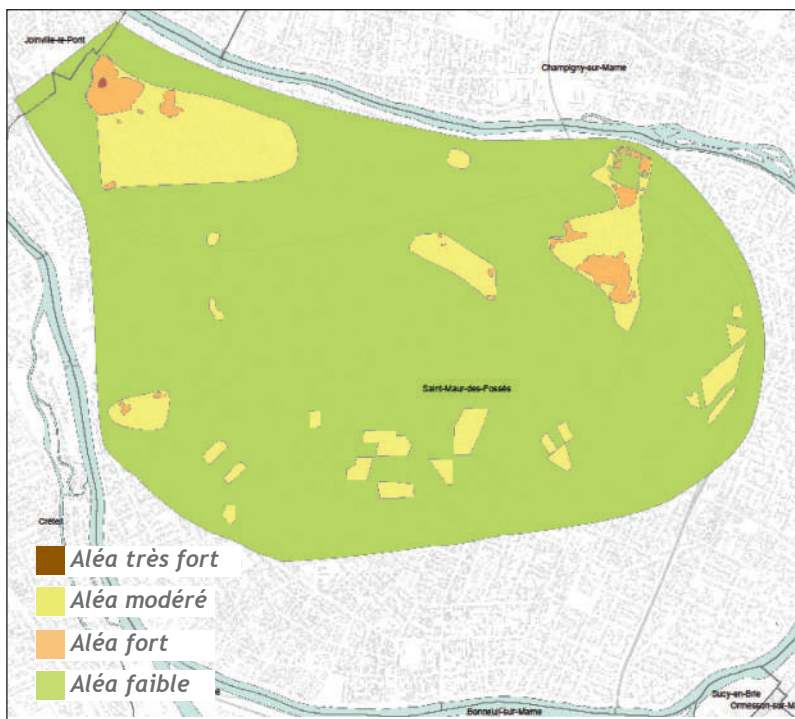 Joinville-le-Pont
Champigny-sur-Marne
Saint-Maur-des-Fossés
Créteil
Aléa très fort
Aléa modéré
Aléa fort
Aléa faible
Sucy-en-Brie
Ormesson-sur-Ma
Bonneuil-sur-Marne